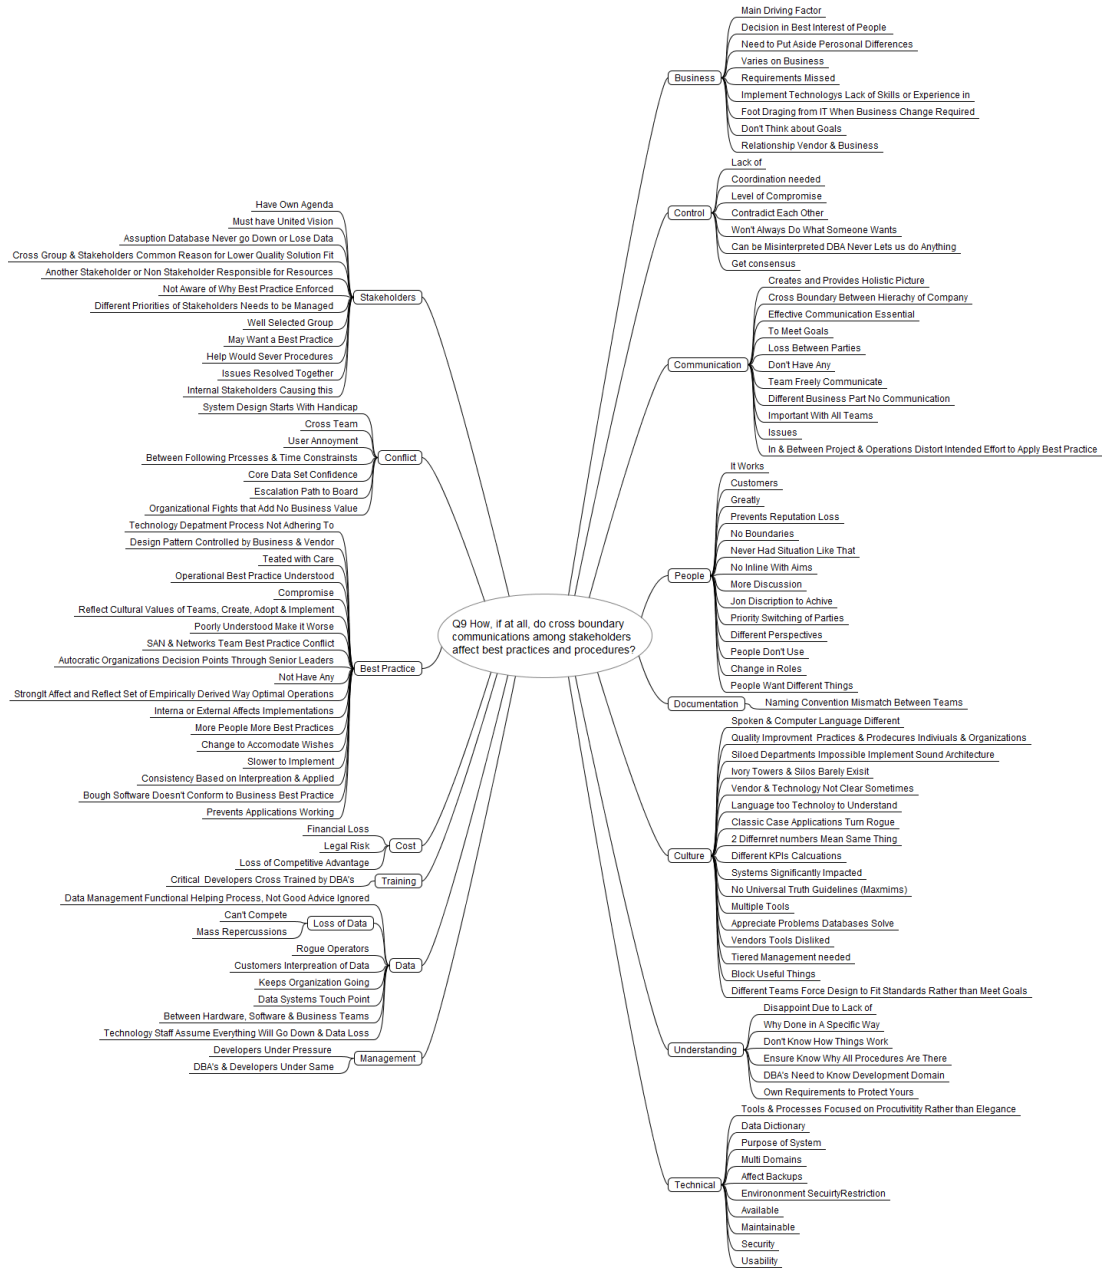 Q9 How, if at all, do cross boundary
communications among stakeholders
affect best practices and procedures?
Business
Main Driving Factor
Decision in Best Interest of People
Need to Put Aside Perosonal Differences
Varies on Business
Requirements Missed
Implement Technologys Lack of Skills or Experience in
Foot Draging from IT When Business Change Required
Don't Think about Goals
Relationship Vendor & Business
Control
Lack of
Coordination needed
Level of Compromise
Contradict Each Other
Won't Always Do What Someone Wants
Can be Misinterpreted DBA Never Lets us do Anything
Get consensus
Communication
Creates and Provides Holistic Picture
Cross Boundary Between Hierachy of Company
Effective Communication Essential
To Meet Goals
Loss Between Parties
Don't Have Any
Team Freely Communicate
Different Business Part No Communication
Important With All Teams
Issues
In & Between Project & Operations Distort Intended Effort to Apply Best Practice
People
It Works
Customers
Greatly
Prevents Reputation Loss
No Boundaries
Never Had Situation Like That
No Inline With Aims
More Discussion
Jon Discription to Achive
Priority Switching of Parties
Different Perspectives
People Don't Use
Change in Roles
People Want Different Things
Documentation
Naming Convention Mismatch Between Teams
Culture
Spoken & Computer Language Different
Quality Improvment  Practices & Prodecures Indiviuals & Organizations
Siloed Departments Impossible Implement Sound Architecture
Ivory Towers & Silos Barely Exisit
Vendor & Technology Not Clear Sometimes
Language too Technoloy to Understand
Classic Case Applications Turn Rogue
2 Differnret numbers Mean Same Thing
Different KPIs Calcuations
Systems Significantly Impacted
No Universal Truth Guidelines (Maxmims)
Multiple Tools
Appreciate Problems Databases Solve
Vendors Tools Disliked
Tiered Management needed
Block Useful Things
Different Teams Force Design to Fit Standards Rather than Meet Goals
Understanding
Disappoint Due to Lack of
Why Done in A Specific Way
Don't Know How Things Work
Ensure Know Why All Procedures Are There
DBA's Need to Know Development Domain
Own Requirements to Protect Yours
Technical
Tools & Processes Focused on Procutivitity Rather than Elegance
Data Dictionary
Purpose of System
Multi Domains
Affect Backups
Environonment SecuirtyRestriction
Available
Maintainable
Security
Usability
Stakeholders
Have Own Agenda
Must have United Vision
Assuption Database Never go Down or Lose Data
Cross Group & Stakeholders Common Reason for Lower Quality Solution Fit
Another Stakeholder or Non Stakeholder Responsible for Resources
Not Aware of Why Best Practice Enforced
Different Priorities of Stakeholders Needs to be Managed
Well Selected Group
May Want a Best Practice
Help Would Sever Procedures
Issues Resolved Together
Internal Stakeholders Causing this
Conflict
System Design Starts With Handicap
Cross Team
User Annoyment
Between Following Prcesses & Time Constrainsts
Core Data Set Confidence
Escalation Path to Board
Organizational Fights that Add No Business Value
Best Practice
Technology Depatment Process Not Adhering To
Design Pattern Controlled by Business & Vendor
Teated with Care
Operational Best Practice Understood
Compromise
Reflect Cultural Values of Teams, Create, Adopt & Implement
Poorly Understood Make it Worse
SAN & Networks Team Best Practice Conflict
Autocratic Organizations Decision Points Through Senior Leaders
Not Have Any
Stronglt Affect and Reflect Set of Empirically Derived Way Optimal Operations
Interna or External Affects Implementations
More People More Best Practices
Change to Accomodate Wishes
Slower to Implement
Consistency Based on Interpreation & Applied
Bough Software Doesn't Conform to Business Best Practice
Prevents Applications Working
Cost
Financial Loss
Legal Risk
Loss of Competitive Advantage
Training
Critical  Developers Cross Trained by DBA's
Data
Data Management Functional Helping Process, Not Good Advice Ignored
Loss of Data
Can't Compete
Mass Repercussions
Rogue Operators
Customers Interpreation of Data
Keeps Organization Going
Data Systems Touch Point
Between Hardware, Software & Business Teams
Technology Staff Assume Everything Will Go Down & Data Loss
Management
Developers Under Pressure
DBA's & Developers Under Same